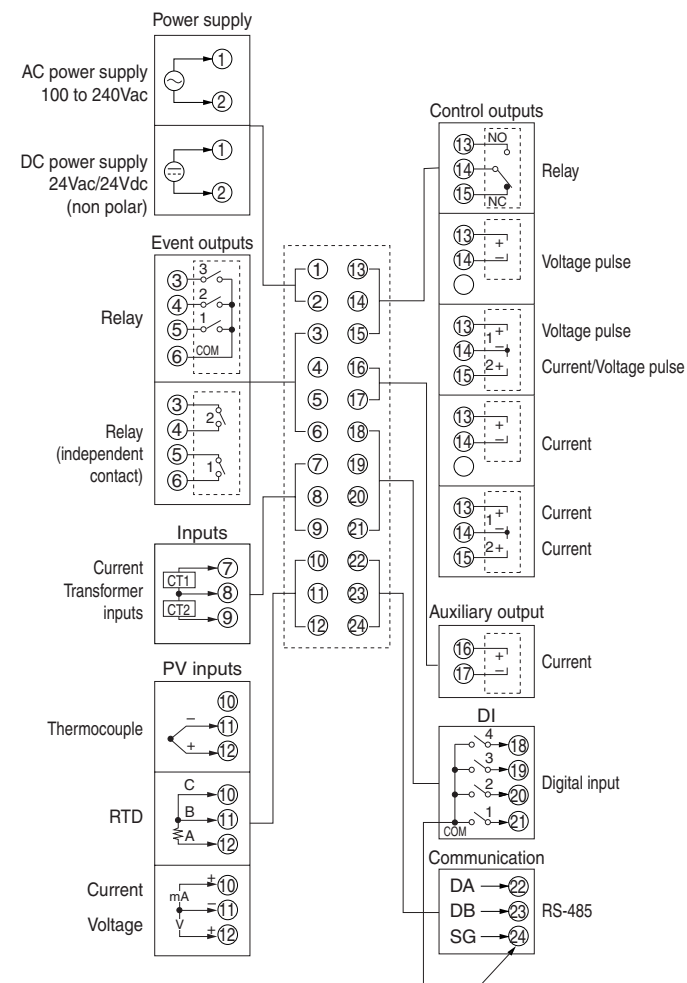 Power supply
AC power supply
100 to 240Vac
①
②
DC power supply
24Vac/24Vdc
(non polar)
①
②
Event outputs
Relay
③ 3
④ 2
⑤ 1
⑥ COM
Relay
(independent
contact)
③
④ 2
⑤
⑥ 1
Inputs
Current
Transformer
inputs
CT1
CT2
⑦
⑧
⑨
PV inputs
Thermocouple
⑩
– ⑪
+ ⑫
RTD
C ⑩
B ⑪
A ⑫
Current
Voltage
mA
V
± ⑩
– ⑪
± ⑫
① ⑬
② ⑭
③ ⑮
④ ⑯
⑤ ⑰
⑥ ⑱
⑦ ⑲
⑧ ⑳
⑨ ㉑
⑩ ㉒
⑪ ㉓
⑫ ㉔
Control outputs
⑬ NO
⑭
⑮ NC
Relay
⑬ +
⑭ –
Voltage pulse
⑬ 1 +
⑭ –
⑮ 2 +
Voltage pulse
Current/Voltage pulse
⑬ +
⑭ –
Current
⑬ 1 +
⑭ –
⑮ 2 +
Current
Current
Auxiliary output
⑯ +
⑰ –
Current
DI
4 ⑱
3 ⑲
2 ⑳
1 ㉑
COM
Digital input
Communication
DA ㉒
DB ㉓
SG ㉔
RS-485